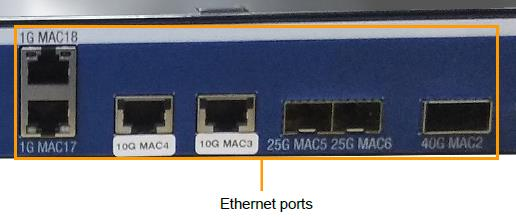 1G MAC18
1G MAC17
10G MAC4
10G MAC3
25G MAC5 25G MAC6
40G MAC2
Ethernet ports